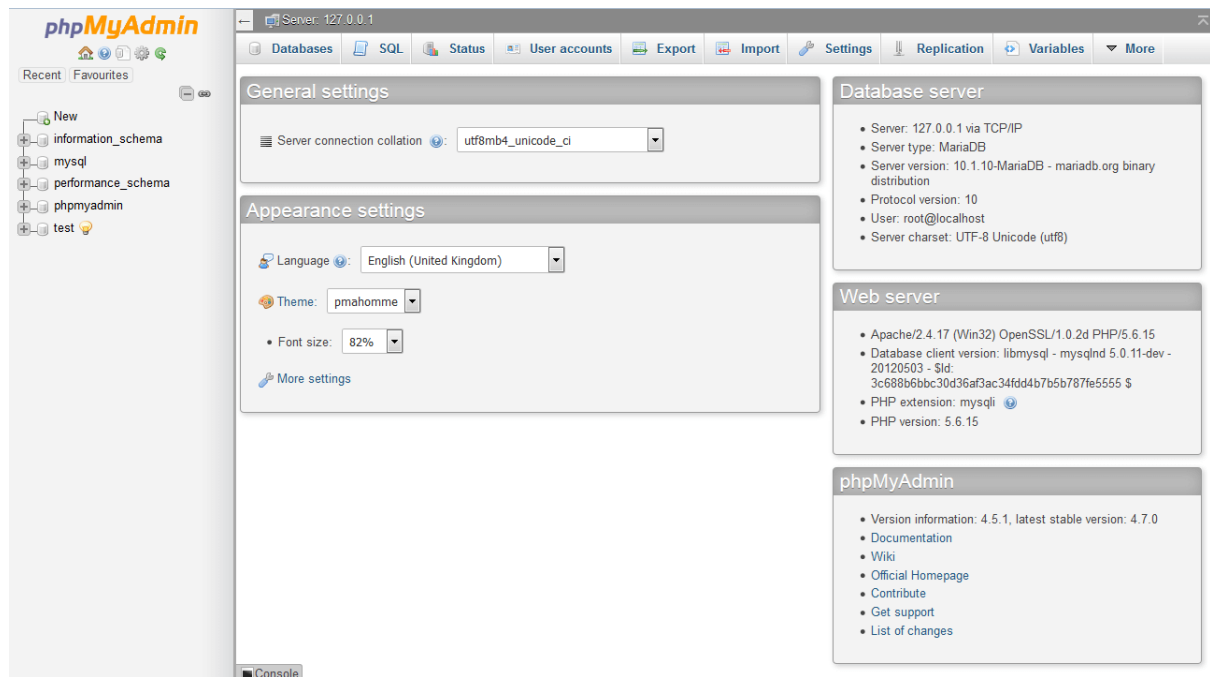 phpMyAdmin
Recent Favourites
New
information_schema
mysql
performance_schema
phpmyadmin
test
Server: 127.0.0.1
Databases SQL Status User accounts Export Import Settings Replication Variables More
General settings
Server connection collation : utf8mb4_unicode_ci
Appearance settings
Language : English (United Kingdom)
Theme: pmahomme
• Font size: 82%
More settings
Database server
• Server: 127.0.0.1 via TCP/IP
• Server type: MariaDB
• Server version: 10.1.10-MariaDB - mariadb.org binary
distribution
• Protocol version: 10
• User: root@localhost
• Server charset: UTF-8 Unicode (utf8)
Web server
• Apache/2.4.17 (Win32) OpenSSL/1.0.2d PHP/5.6.15
• Database client version: libmysql - mysqlnd 5.0.11-dev -
20120503 - $Id:
3c688b6bbc30d36af3ac34fdd4b7b5b787fe5555 $
• PHP extension: mysqli
• PHP version: 5.6.15
phpMyAdmin
• Version information: 4.5.1, latest stable version: 4.7.0
• Documentation
• Wiki
• Official Homepage
• Contribute
• Get support
• List of changes
Console